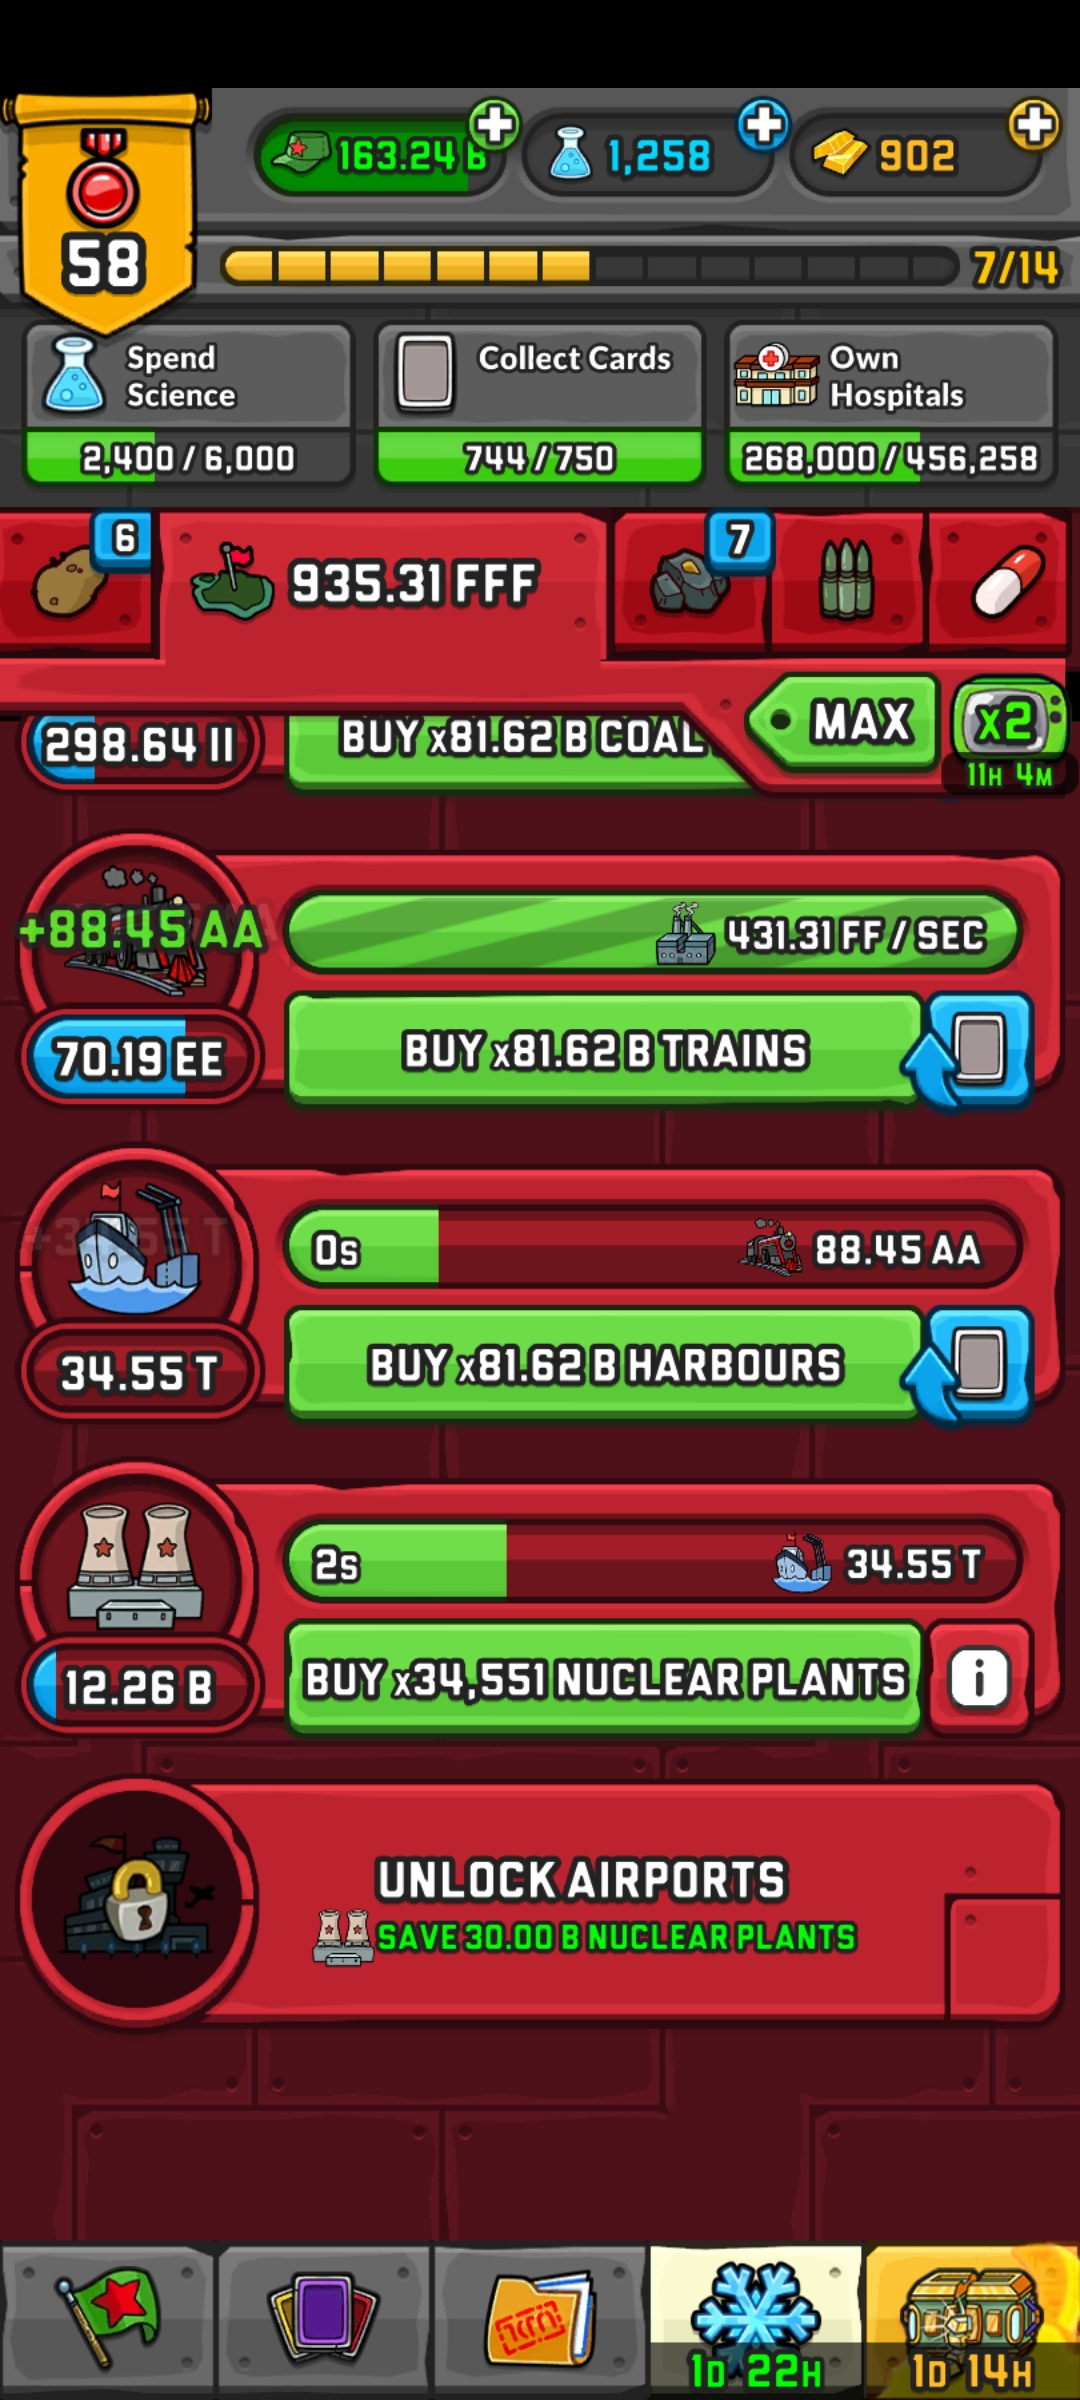 163.24 B
1,258
902
58
7/14
Spend
Science
2,400 / 6,000
Collect Cards
744 / 750
Own
Hospitals
268,000 / 456,258
6
935.31 FFF
7
298.64 II
BUY x81.62 B COAL
MAX
x2
11H 4M
+88.45 AA
431.31 FF / SEC
70.19 EE
BUY x81.62 B TRAINS
0s
88.45 AA
34.55 T
BUY x81.62 B HARBOURS
2s
34.55 T
12.26 B
BUY x34,551 NUCLEAR PLANTS
i
UNLOCK AIRPORTS
SAVE 30.00 B NUCLEAR PLANTS
1D 22H
1D 14H